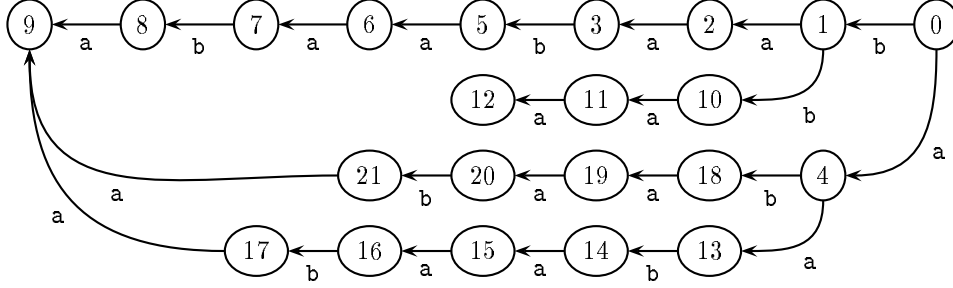 9 8 7 6 5 3 2 1 0
a b a a b a a b
12 11 10
a a b
a
21 20 19 18 4
a b a a b
a
17 16 15 14 13
b a a b a